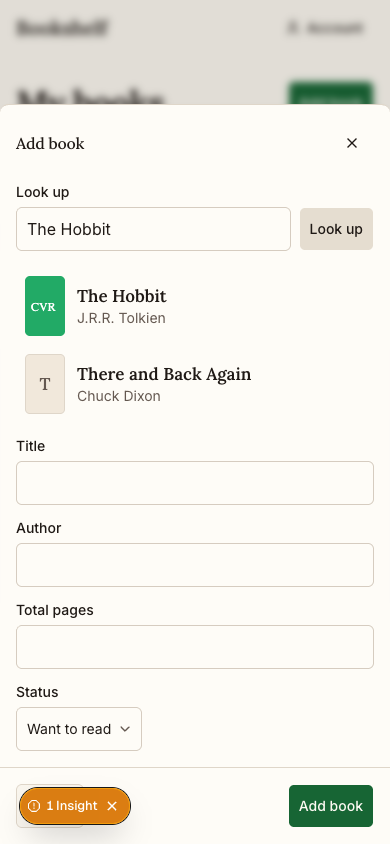 Bookshelf
Account
My books
Add book
Look up
The Hobbit
Look up
CVR
The Hobbit
J.R.R. Tolkien
T
There and Back Again
Chuck Dixon
Title
Author
Total pages
Status
Want to read
1 Insight
Add book